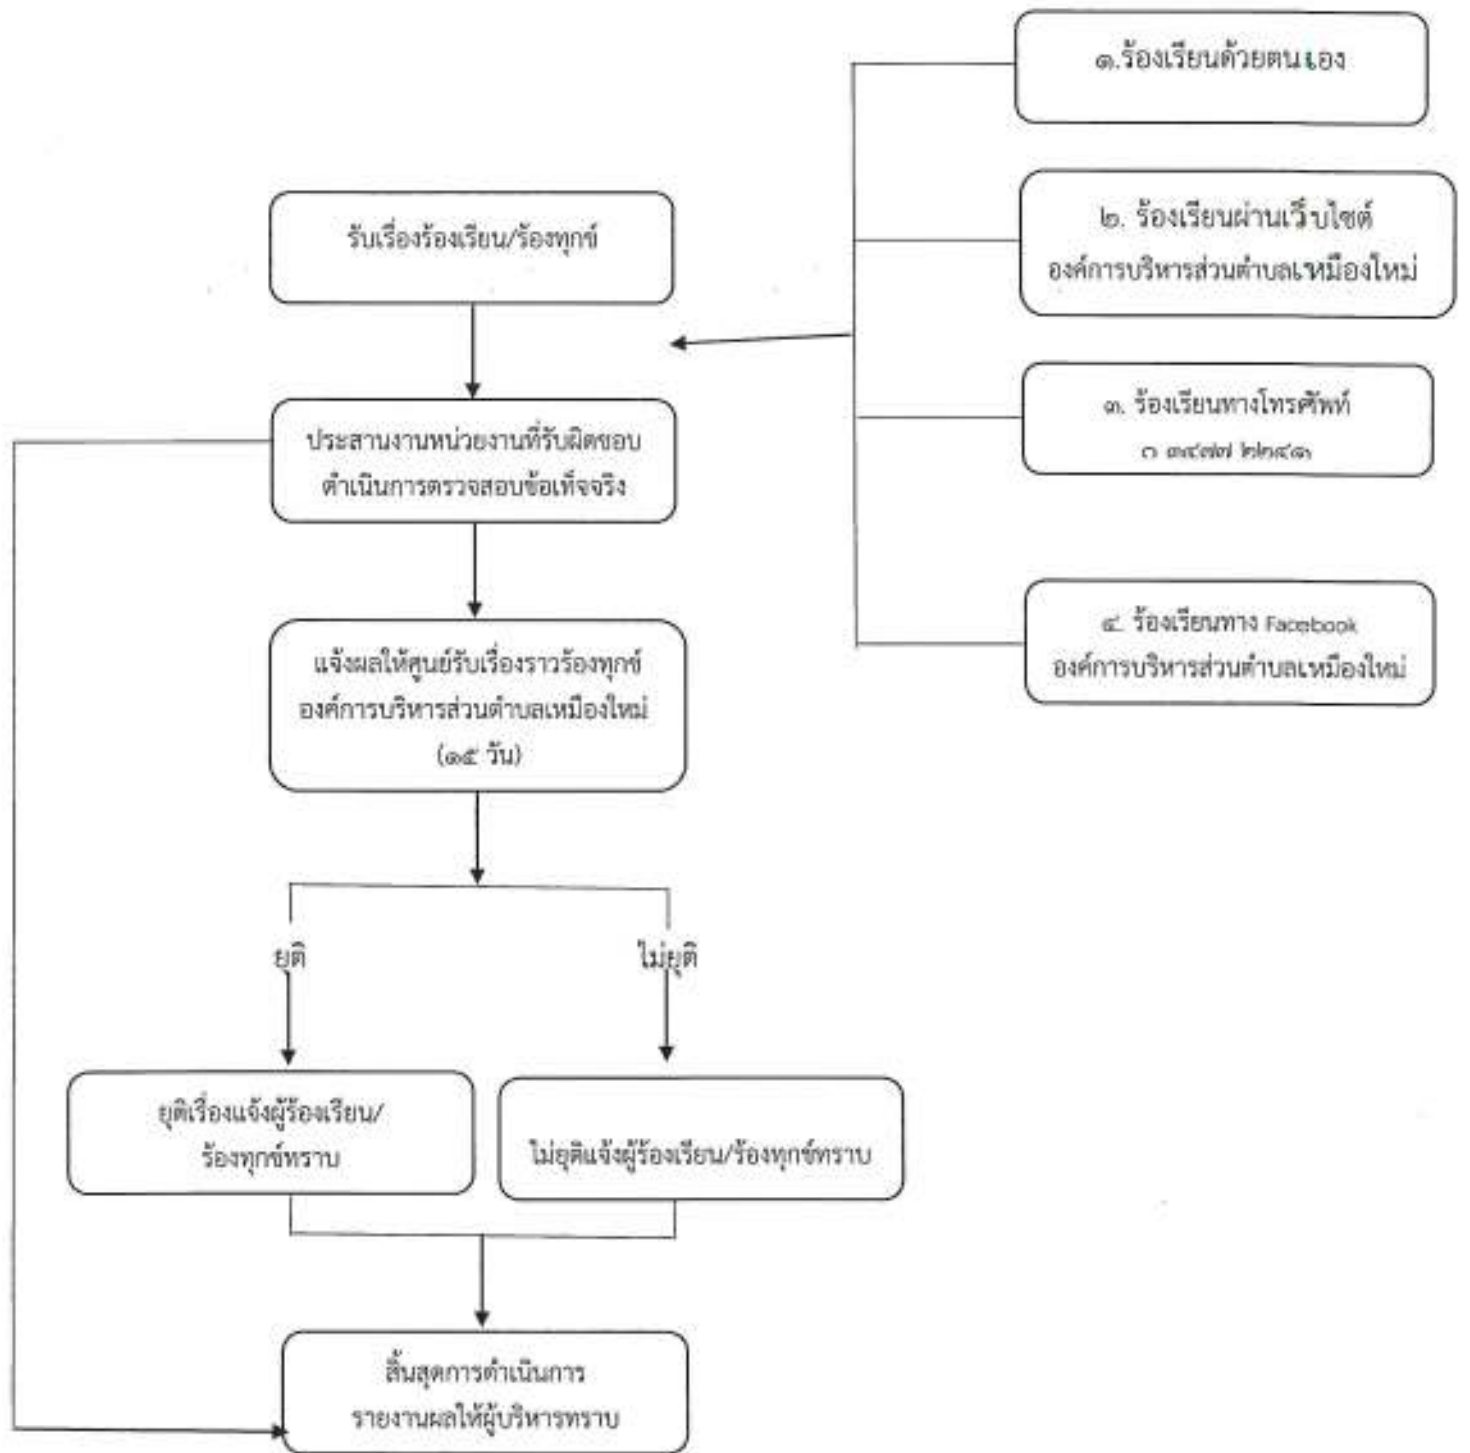 ๑.ร้องเรียนด้วยตนเอง
๒. ร้องเรียนผ่านเว็บไซต์
องค์การบริหารส่วนตำบลเหมืองใหม่
๓. ร้องเรียนทางโทรศัพท์
๔. ร้องเรียนทาง Facebook
องค์การบริหารส่วนตำบลเหมืองใหม่
รับเรื่องร้องเรียน/ร้องทุกข์
ประสานงานหน่วยงานที่รับผิดชอบ
ดำเนินการตรวจสอบข้อเท็จจริง
แจ้งผลให้ศูนย์รับเรื่องราวร้องทุกข์
องค์การบริหารส่วนตำบลเหมืองใหม่
(๑๕ วัน)
ยุติ
ไม่ยุติ
ยุติเรื่องแจ้งผู้ร้องเรียน/
ร้องทุกข์ทราบ
ไม่ยุติแจ้งผู้ร้องเรียน/ร้องทุกข์ทราบ
สิ้นสุดการดำเนินการ
รายงานผลให้ผู้บริหารทราบ